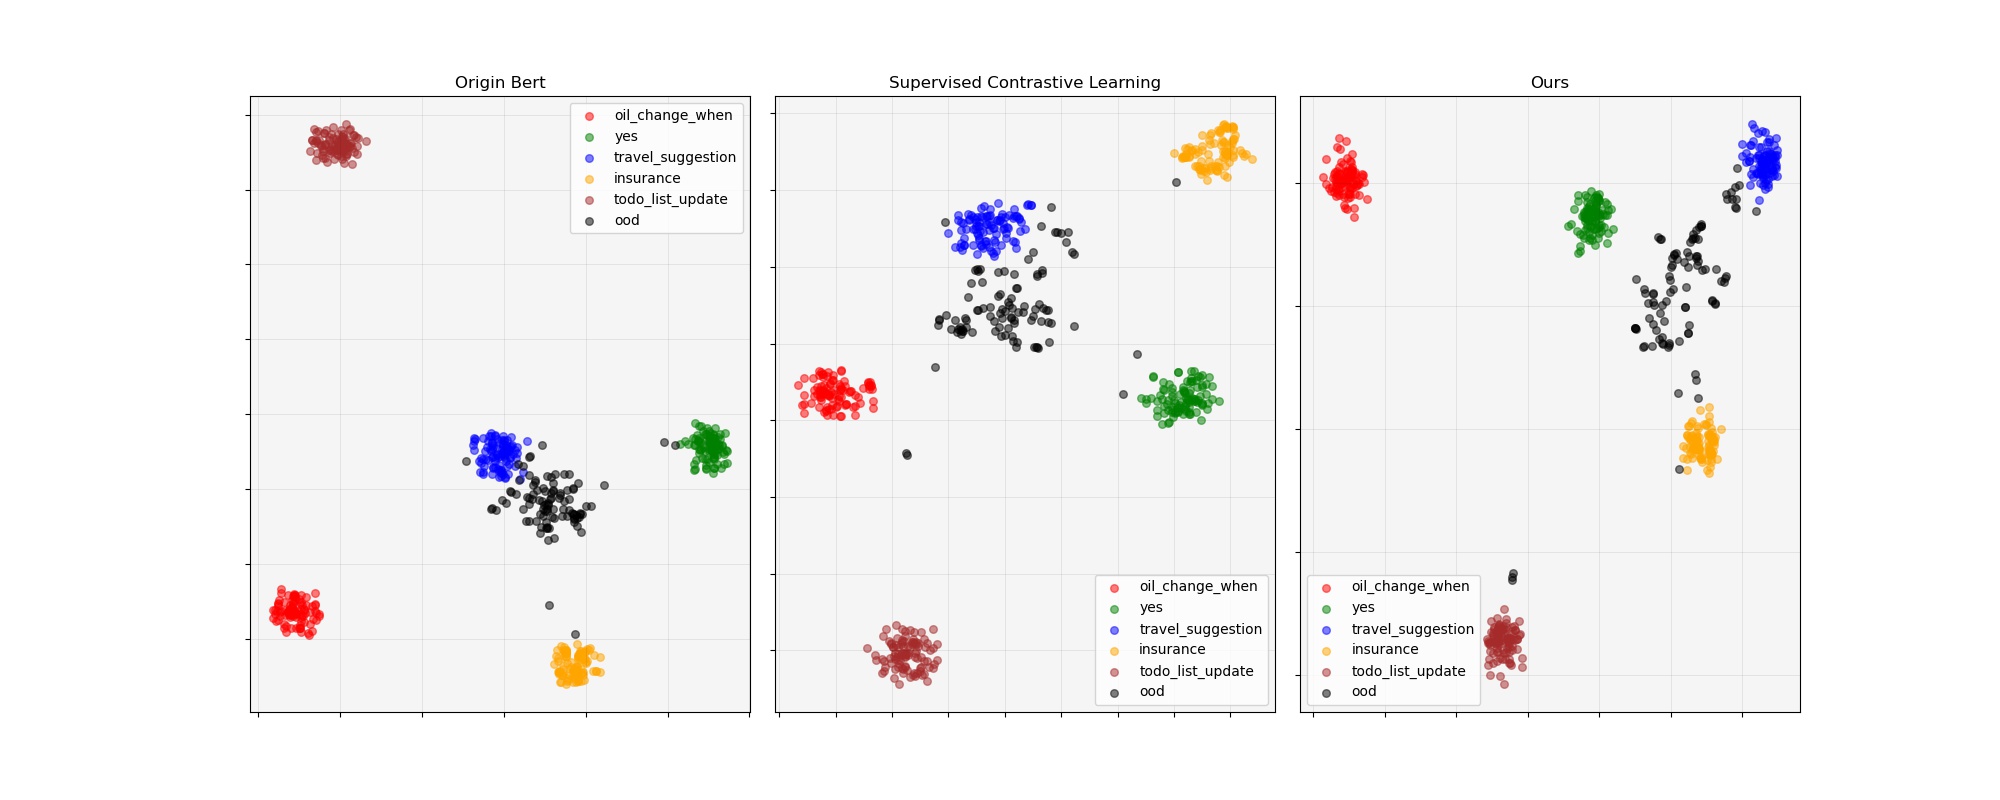 Origin Bert
oil_change_when
yes
travel_suggestion
insurance
todo_list_update
ood
Supervised Contrastive Learning
oil_change_when
yes
travel_suggestion
insurance
todo_list_update
ood
Ours
oil_change_when
yes
travel_suggestion
insurance
todo_list_update
ood